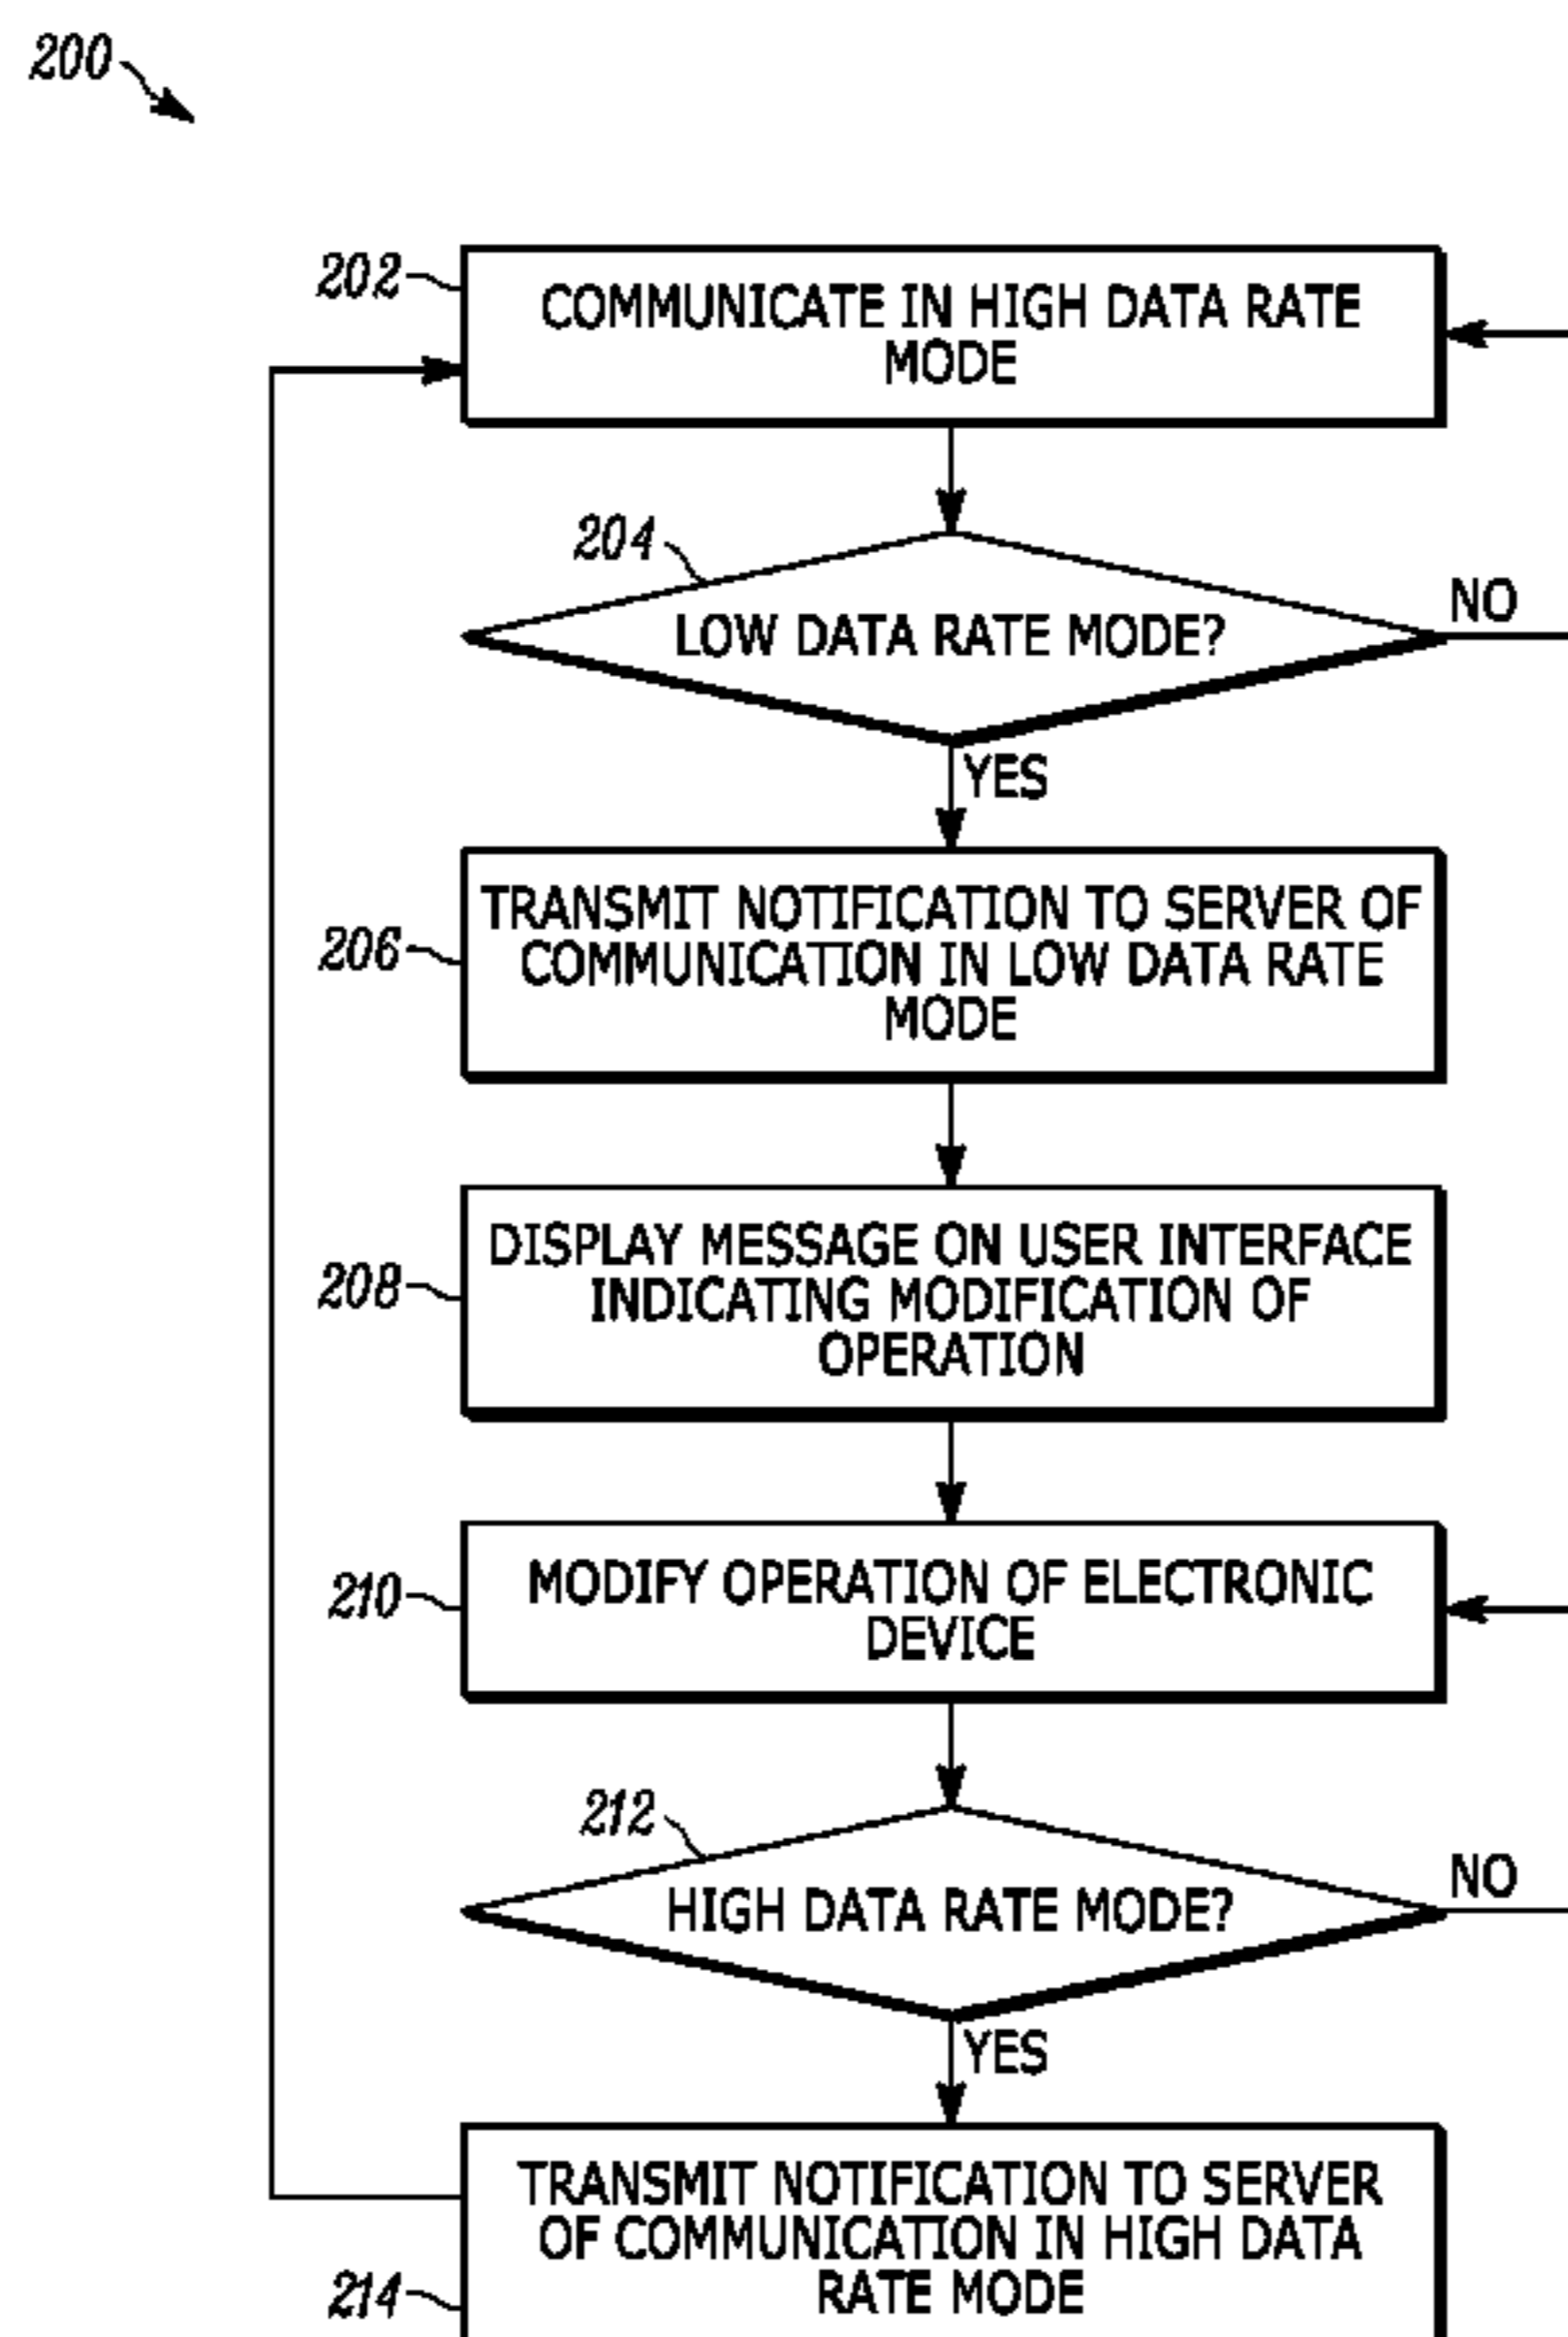 200
202
COMMUNICATE IN HIGH DATA RATE
MODE
204
LOW DATA RATE MODE?
NO
YES
206
TRANSMIT NOTIFICATION TO SERVER OF
COMMUNICATION IN LOW DATA RATE
MODE
208
DISPLAY MESSAGE ON USER INTERFACE
INDICATING MODIFICATION OF
OPERATION
210
MODIFY OPERATION OF ELECTRONIC
DEVICE
212
HIGH DATA RATE MODE?
NO
YES
TRANSMIT NOTIFICATION TO SERVER
OF COMMUNICATION IN HIGH DATA
RATE MODE
214